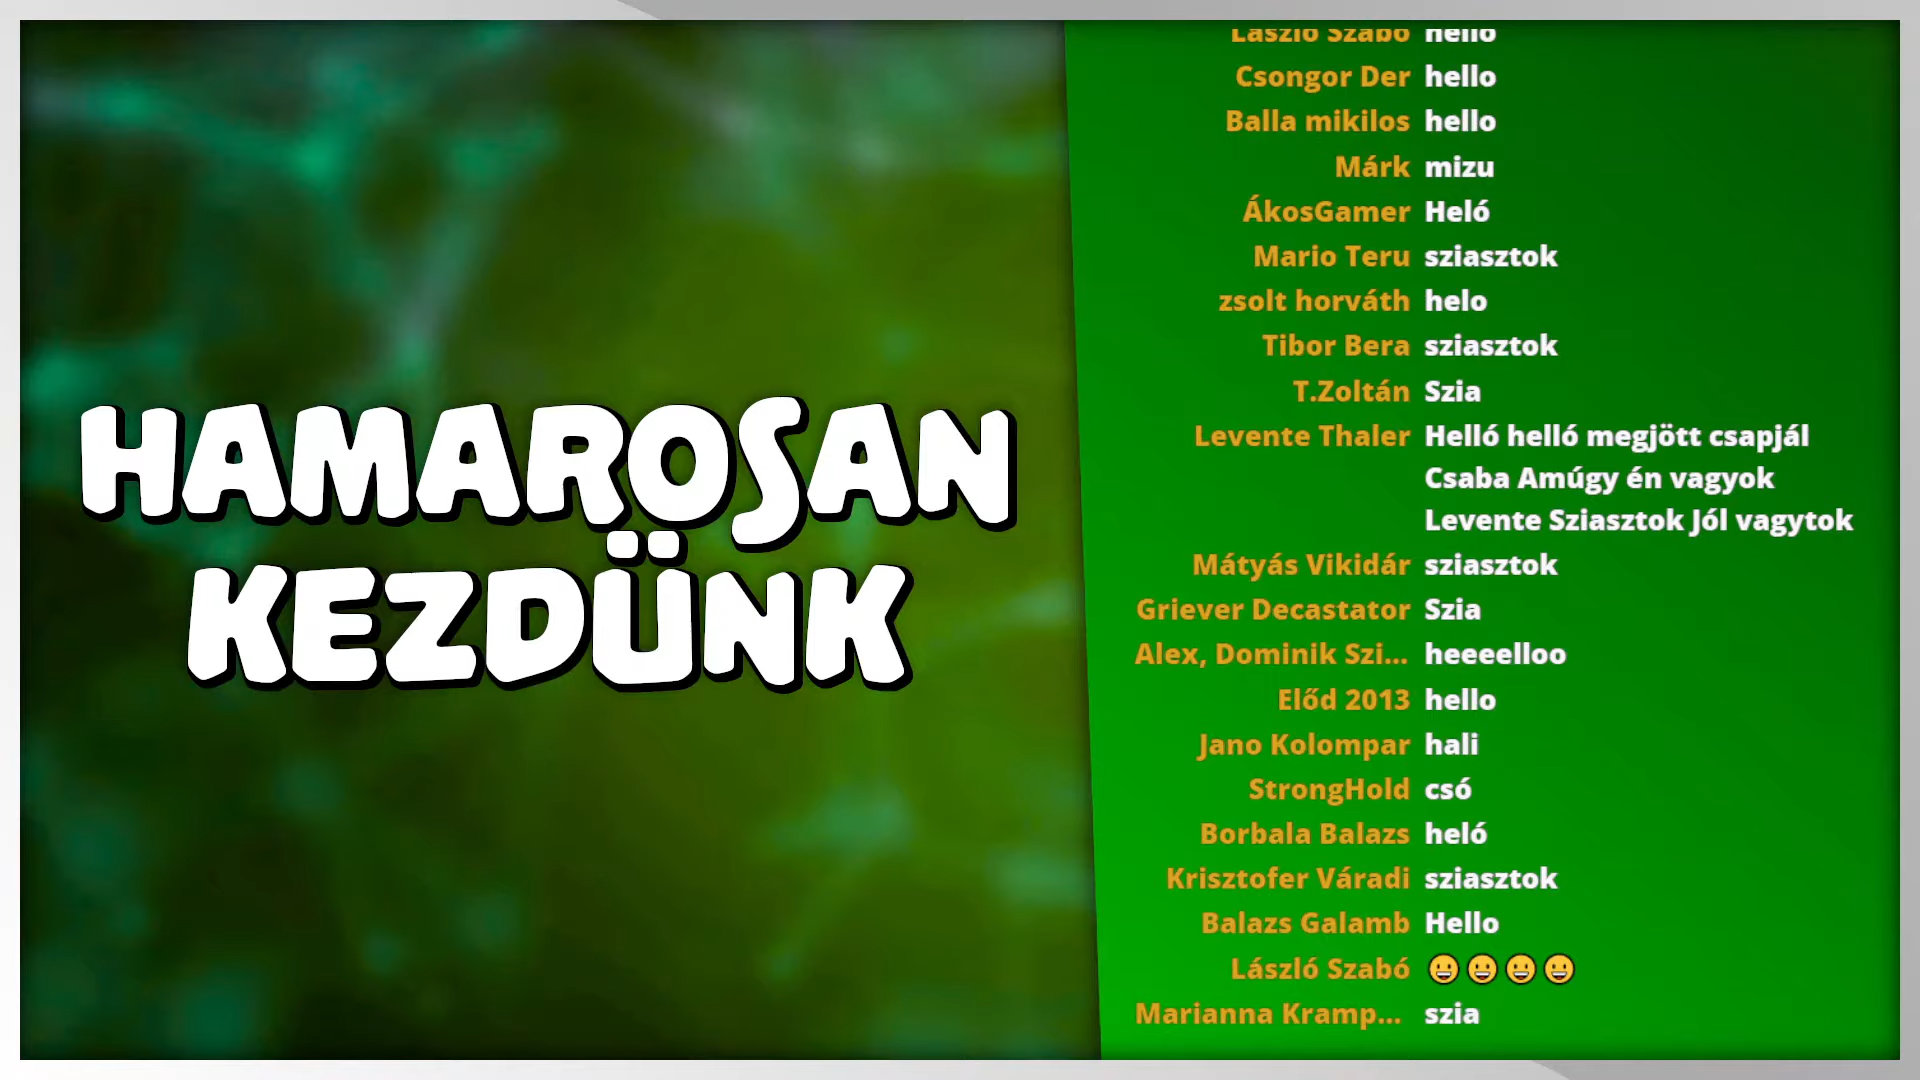 HAMAROSAN
KEZDÜNK
László Szabó hello
Csongor Der hello
Balla mikilos hello
Márk mizu
ÁkosGamer Heló
Mario Teru sziasztok
zsolt horváth helo
Tibor Bera sziasztok
T.Zoltán Szia
Levente Thaler Helló helló megjött csapjál
Csaba Amúgy én vagyok
Levente Sziasztok Jól vagytok
Mátyás Vikidár sziasztok
Griever Decastator Szia
Alex, Dominik Szi... heeeelloo
Előd 2013 hello
Jano Kolompar hali
StrongHold csó
Borbala Balazs heló
Krisztofer Váradi sziasztok
Balazs Galamb Hello
László Szabó 😀😀😀😀
Marianna Kramp... szia